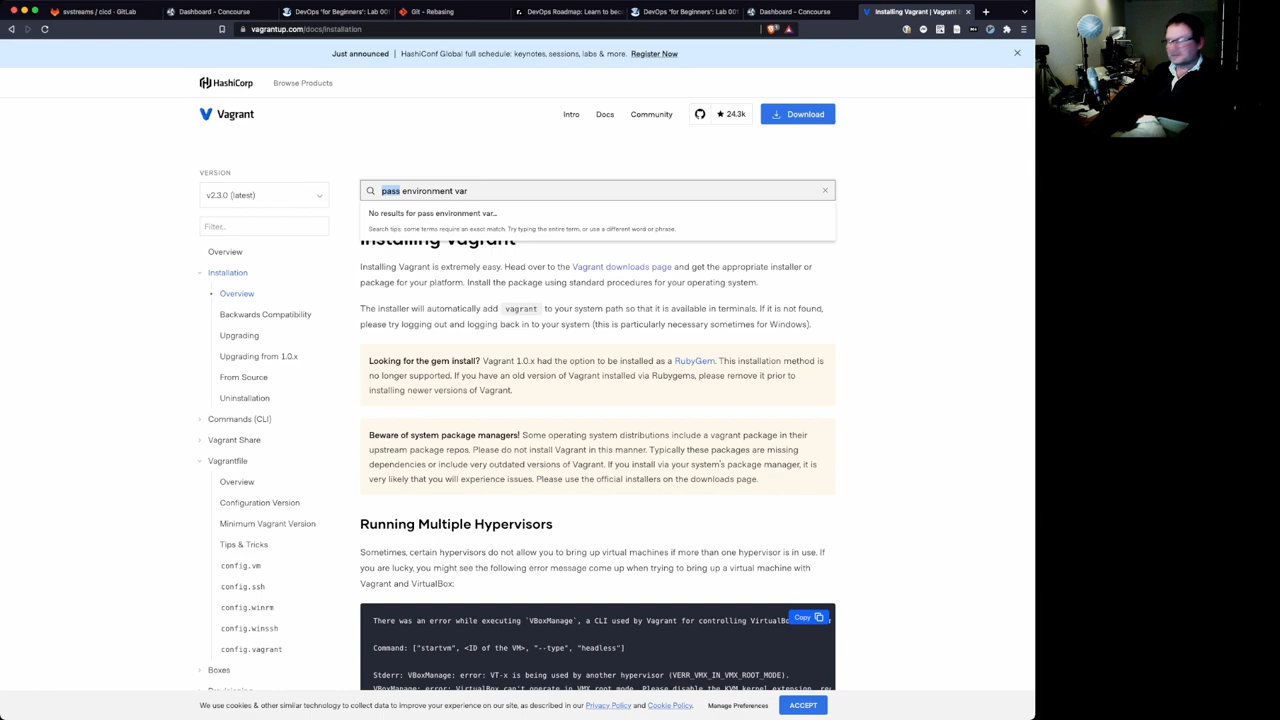 svstreams / cicd · GitLab
Dashboard - Concourse
"DevOps for Beginners": Lab 00
Git - Rebasing
DevOps Roadmap: Learn to bec
"DevOps 'for Beginners': Lab 00
Dashboard - Concourse
Installing Vagrant | Vagrant
vagrantup.com/docs/installation
Just announced | HashiConf Global full schedule: keynotes, sessions, labs & more. Register Now
HashiCorp
Browse Products
Vagrant
Intro
Docs
Community
24.3k
Download
VERSION
v2.3.0 (latest)
Filter...
Overview
Installation
Overview
Backwards Compatibility
Upgrading
Upgrading from 1.0.x
From Source
Uninstallation
Commands (CLI)
Vagrant Share
Vagrantfile
Overview
Configuration Version
Minimum Vagrant Version
Tips & Tricks
config.vm
config.ssh
config.winrm
config.winssh
config.vagrant
Boxes
pass environment var
No results for pass environment var...
Search tips: some terms require an exact match. Try typing the entire term, or use a different word or phrase.
Installing Vagrant
Installing Vagrant is extremely easy. Head over to the Vagrant downloads page and get the appropriate installer or
package for your platform. Install the package using standard procedures for your operating system.
The installer will automatically add vagrant to your system path so that it is available in terminals. If it is not found,
please try logging out and logging back in to your system (this is particularly necessary sometimes for Windows).
Looking for the gem install? Vagrant 1.0.x had the option to be installed as a RubyGem. This installation method is
no longer supported. If you have an old version of Vagrant installed via Rubygems, please remove it prior to
installing newer versions of Vagrant.
Beware of system package managers! Some operating system distributions include a vagrant package in their
upstream package repos. Please do not install Vagrant in this manner. Typically these packages are missing
dependencies or include very outdated versions of Vagrant. If you install via your system's package manager, it is
very likely that you will experience issues. Please use the official installers on the downloads page.
Running Multiple Hypervisors
Sometimes, certain hypervisors do not allow you to bring up virtual machines if more than one hypervisor is in use. If
you are lucky, you might see the following error message come up when trying to bring up a virtual machine with
Vagrant and VirtualBox:
Copy
There was an error while executing `VBoxManage`, a CLI used by Vagrant for controlling VirtualBo
Command: ["startvm", <ID of the VM>, "--type", "headless"]
Stderr: VBoxManage: error: VT-x is being used by another hypervisor (VERR_VMX_IN_VMX_ROOT_MODE).
VBoxManage: error: VirtualBox can't operate in VMX root mode. Please disable the KVM kernel extension, re
We use cookies & other similar technology to collect data to improve your experience on our site, as described in our Privacy Policy and Cookie Policy.
Manage Preferences
ACCEPT